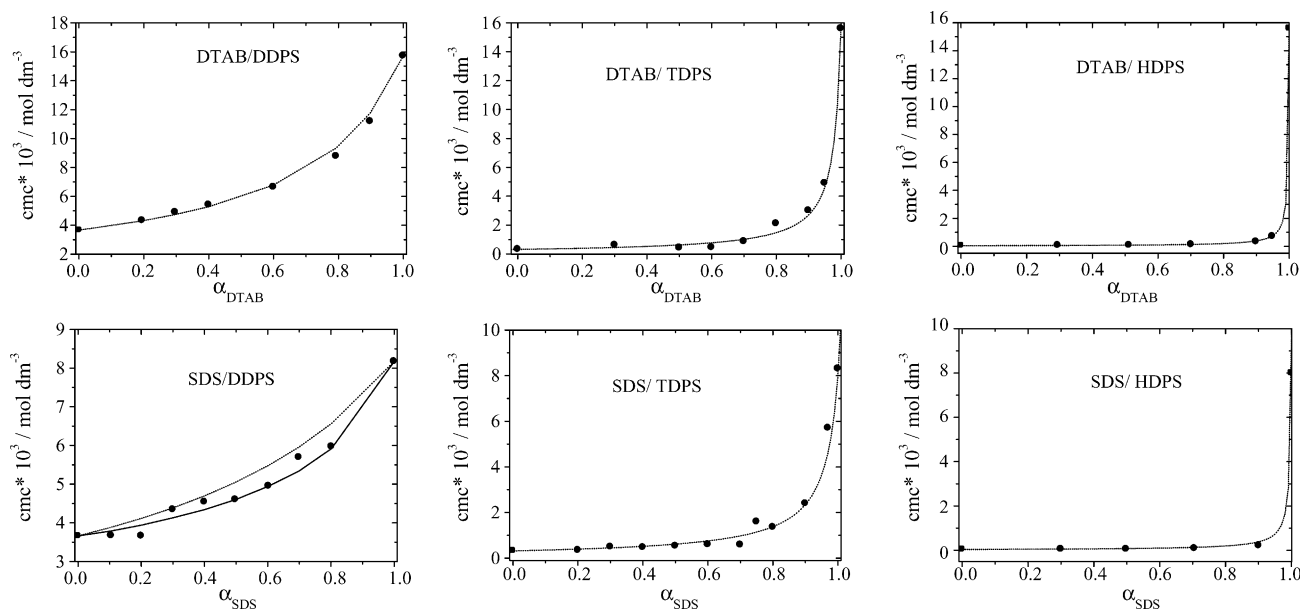 DTAB/DDPS
cmc* 10³ / mol dm⁻³
18
16
14
12
10
8
6
4
2
0.0 0.2 0.4 0.6 0.8 1.0
α_DTAB
DTAB/ TDPS
cmc* 10³ / mol dm⁻³
16
14
12
10
8
6
4
2
0
0.0 0.2 0.4 0.6 0.8 1.0
α_DTAB
DTAB/ HDPS
cmc* 10³ / mol dm⁻³
16
14
12
10
8
6
4
2
0
0.0 0.2 0.4 0.6 0.8 1.0
α_DTAB
SDS/DDPS
cmc* 10³ / mol dm⁻³
9
8
7
6
5
4
3
0.0 0.2 0.4 0.6 0.8 1.0
α_SDS
SDS/ TDPS
cmc* 10³ / mol dm⁻³
10
8
6
4
2
0
0.0 0.2 0.4 0.6 0.8 1.0
α_SDS
SDS/ HDPS
cmc* 10³ / mol dm⁻³
10
8
6
4
2
0
0.0 0.2 0.4 0.6 0.8 1.0
α_SDS